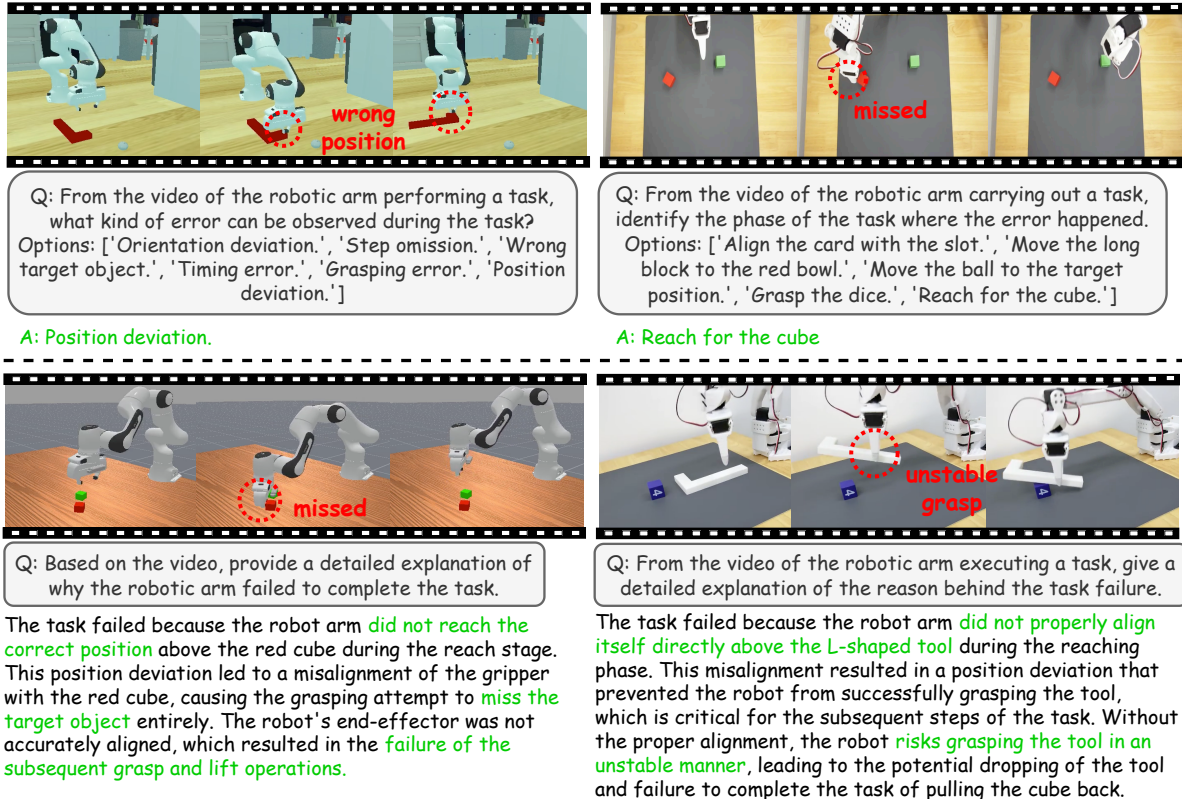 wrong
position
missed
Q: From the video of the robotic arm performing a task,
what kind of error can be observed during the task?
Options: ['Orientation deviation.', 'Step omission.', 'Wrong
target object.', 'Timing error.', 'Grasping error.', 'Position
deviation.']
A: Position deviation.
Q: From the video of the robotic arm carrying out a task,
identify the phase of the task where the error happened.
Options: ['Align the card with the slot.', 'Move the long
block to the red bowl.', 'Move the ball to the target
position.', 'Grasp the dice.', 'Reach for the cube.']
A: Reach for the cube
missed
4
unstable
grasp
4
4
Q: Based on the video, provide a detailed explanation of
why the robotic arm failed to complete the task.
The task failed because the robot arm did not reach the
correct position above the red cube during the reach stage.
This position deviation led to a misalignment of the gripper
with the red cube, causing the grasping attempt to miss the
target object entirely. The robot's end-effector was not
accurately aligned, which resulted in the failure of the
subsequent grasp and lift operations.
Q: From the video of the robotic arm executing a task, give a
detailed explanation of the reason behind the task failure.
The task failed because the robot arm did not properly align
itself directly above the L-shaped tool during the reaching
phase. This misalignment resulted in a position deviation that
prevented the robot from successfully grasping the tool,
which is critical for the subsequent steps of the task. Without
the proper alignment, the robot risks grasping the tool in an
unstable manner, leading to the potential dropping of the tool
and failure to complete the task of pulling the cube back.